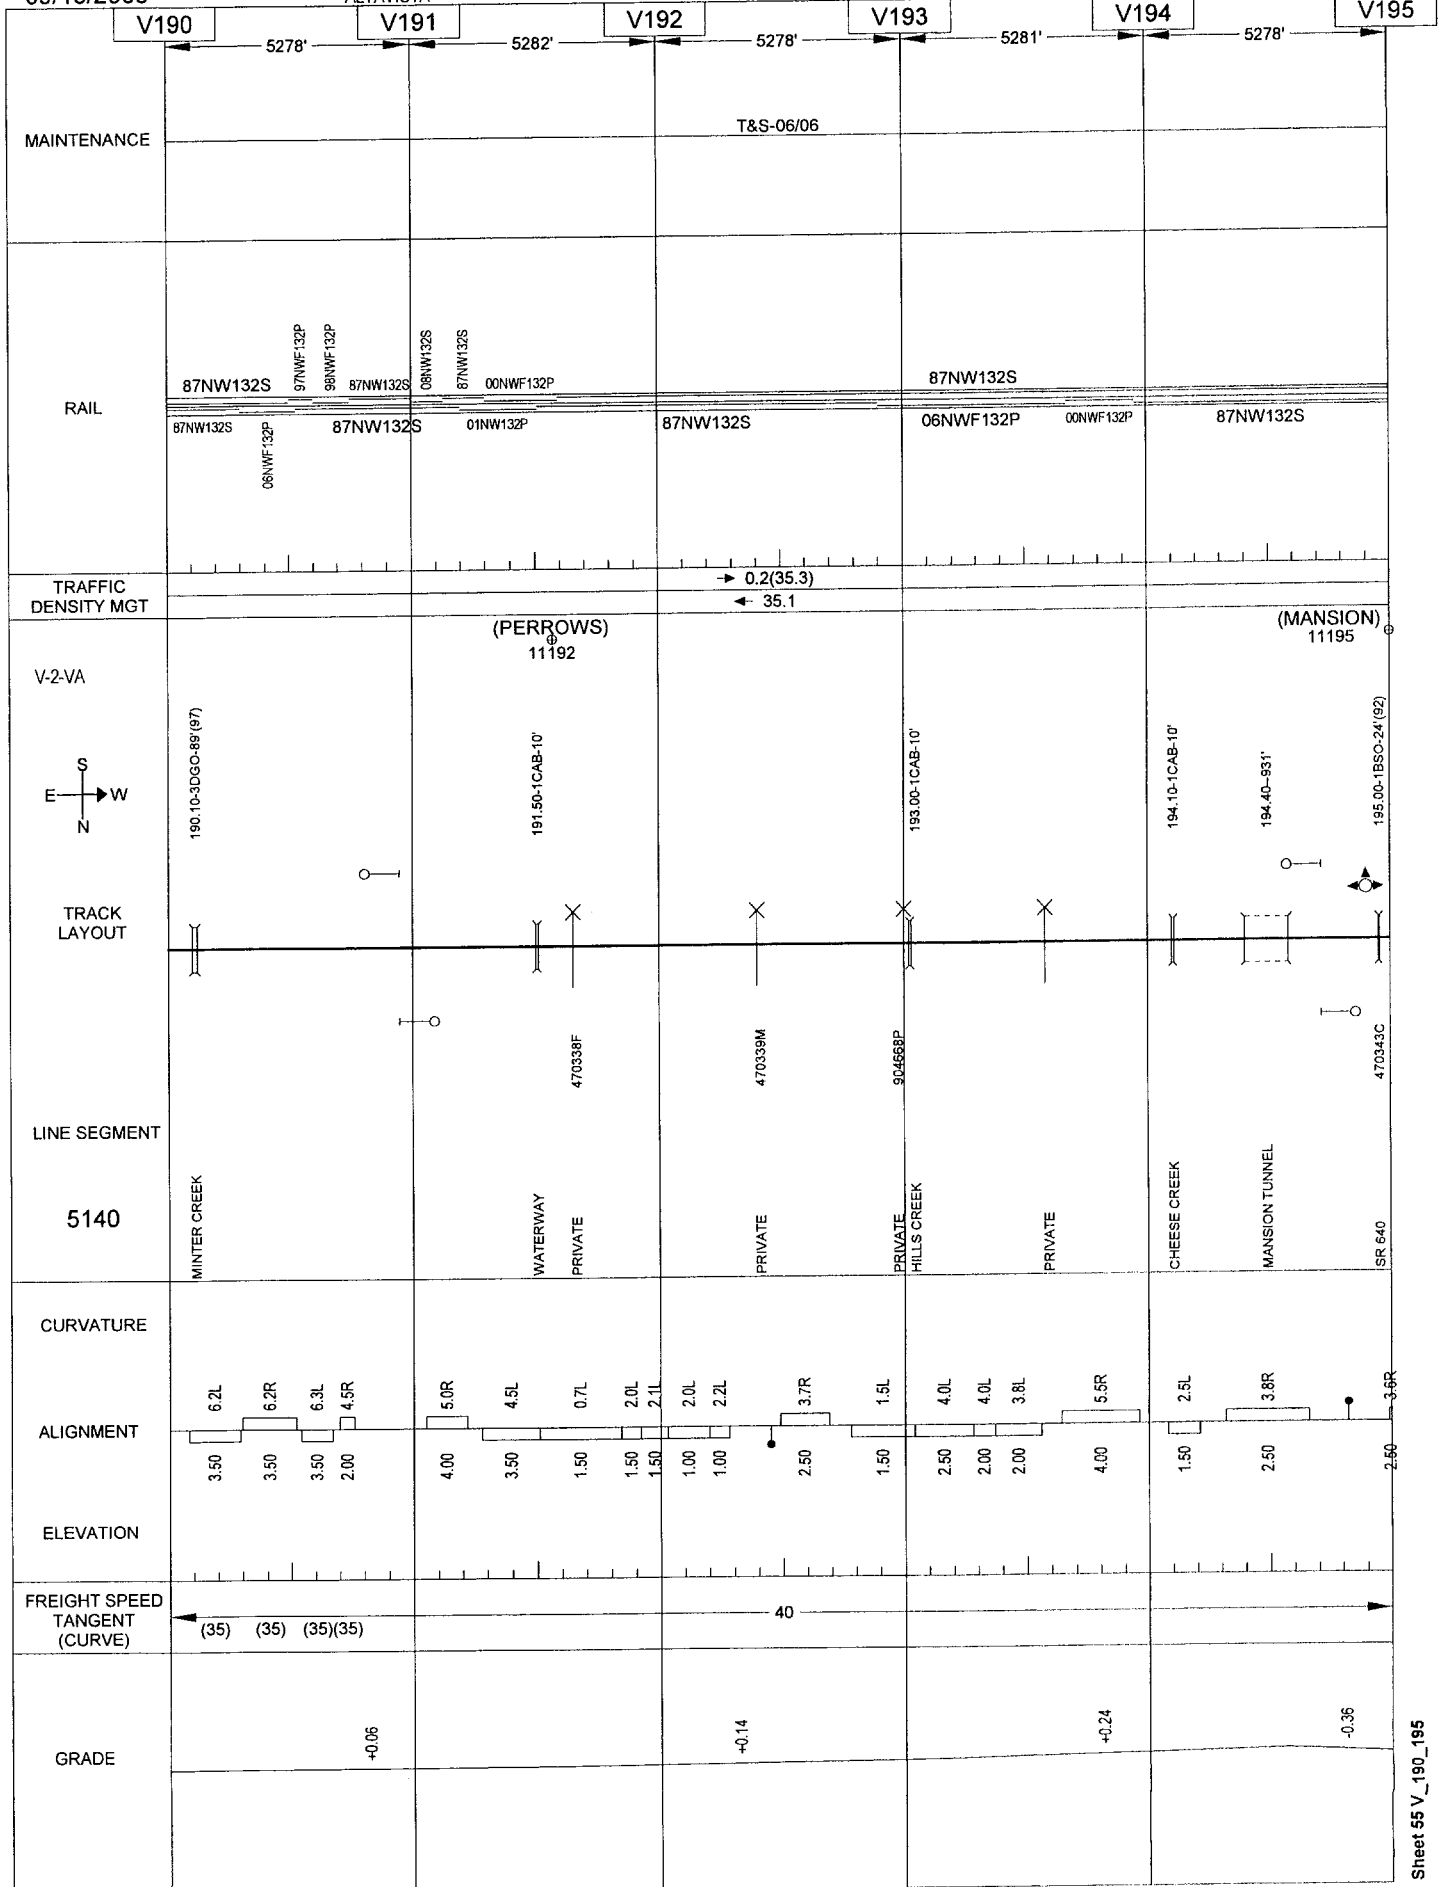 V190 V191 V192 V193 V194 V195
5278' 5282' 5278' 5281' 5278'
MAINTENANCE
T&S-06/06
RAIL
87NW132S 97NWF132P 98NWF132P 87NW132S 08NW132S 87NW132S 00NWF132P 87NW132S
87NW132S 06NWF132P 87NW132S 01NW132P 87NW132S 06NWF132P 00NWF132P 87NW132S
TRAFFIC
DENSITY MGT
0.2(35.3)
35.1
(PERROWS)
11192
(MANSION)
11195
V-2-VA
S
E W
N
190.10-3DGO-89'(97)
191.50-1CAB-10'
193.00-1CAB-10'
194.10-1CAB-10'
194.40--931'
195.00-1BSO-24'(92)
TRACK
LAYOUT
470338F
470339M
904668P
470343C
LINE SEGMENT
5140
MINTER CREEK
WATERWAY
PRIVATE
PRIVATE
PRIVATE
HILLS CREEK
PRIVATE
CHEESE CREEK
MANSION TUNNEL
SR 640
CURVATURE
6.2L 6.2R 6.3L 4.5R 5.0R 4.5L 0.7L 2.0L 2.1L 2.0L 2.2L 3.7R 1.5L 4.0L 4.0L 3.8L 5.5R 2.5L 3.8R 3.6R
ALIGNMENT
3.50 3.50 3.50 2.00 4.00 3.50 1.50 1.50 1.50 1.00 1.00 2.50 1.50 2.50 2.00 2.00 4.00 1.50 2.50 2.50
ELEVATION
FREIGHT SPEED
TANGENT
(CURVE)
40
(35) (35) (35)(35)
GRADE
+0.06 +0.14 +0.24 -0.36
Sheet 55 V_190_195